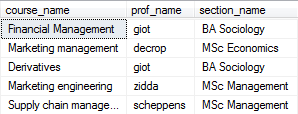 course_name prof_name section_name
Financial Management giot BA Sociology
Marketing management decrop MSc Economics
Derivatives giot BA Sociology
Marketing engineering zidda MSc Management
Supply chain manage... scheppens MSc Management